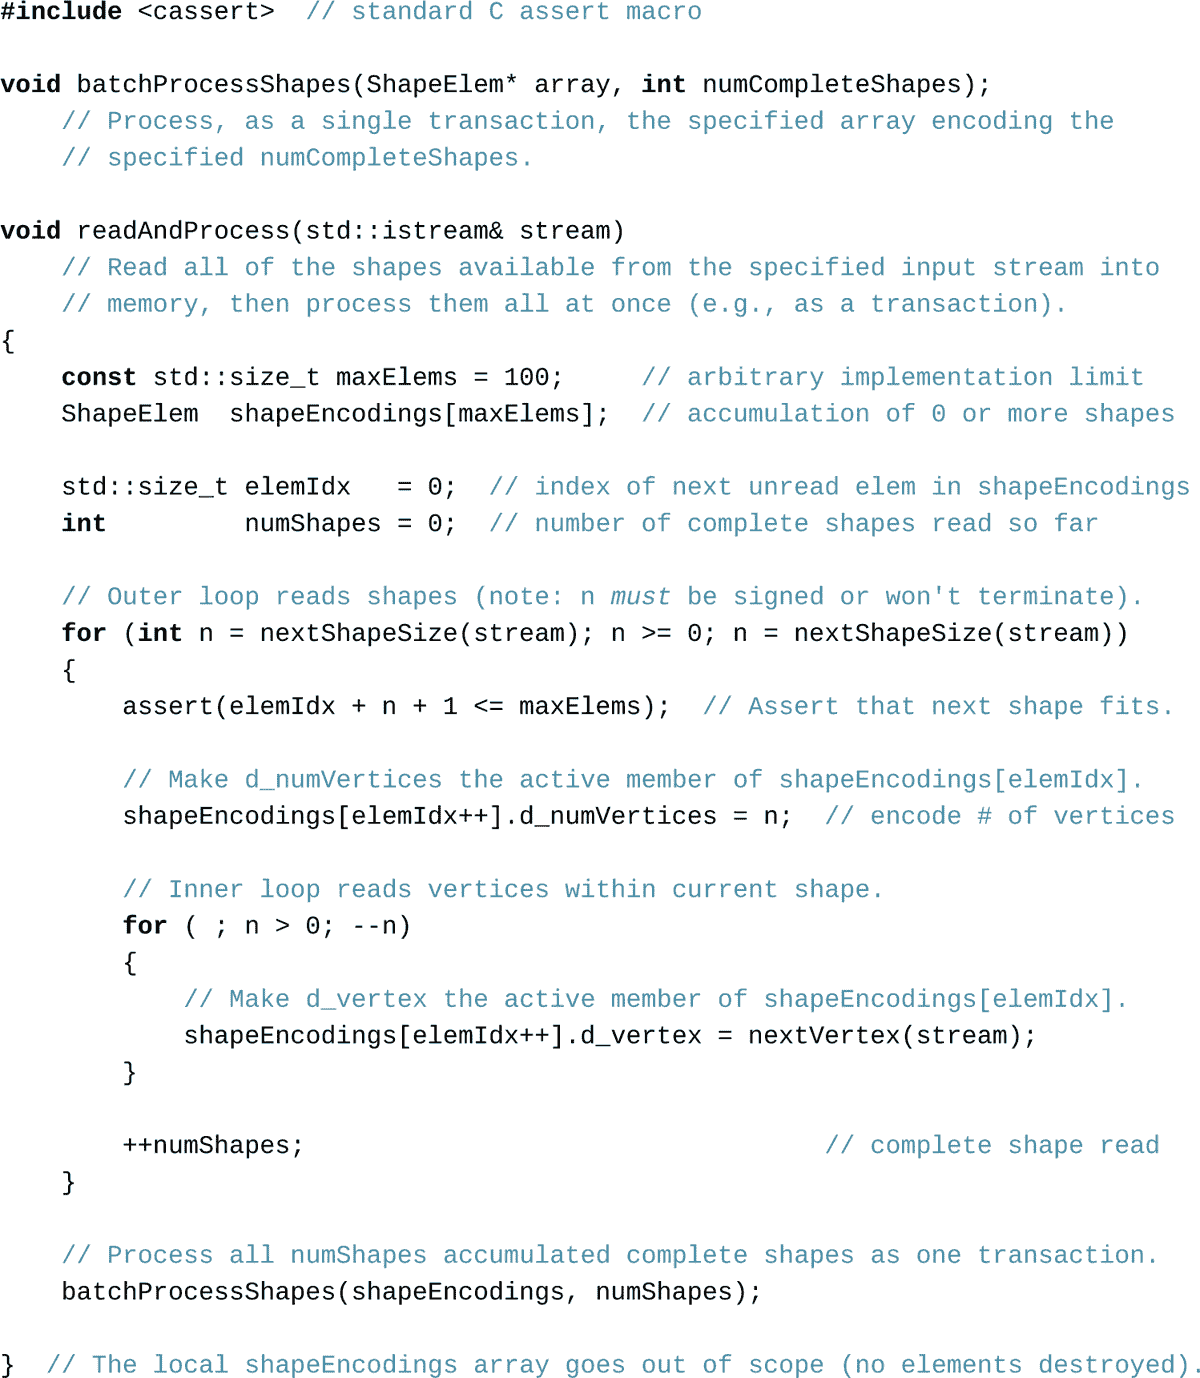 #include <cassert>  // standard C assert macro

void batchProcessShapes(ShapeElem* array, int numCompleteShapes);
    // Process, as a single transaction, the specified array encoding the
    // specified numCompleteShapes.

void readAndProcess(std::istream& stream)
    // Read all of the shapes available from the specified input stream into
    // memory, then process them all at once (e.g., as a transaction).
{
    const std::size_t maxElems = 100;     // arbitrary implementation limit
    ShapeElem  shapeEncodings[maxElems];  // accumulation of 0 or more shapes

    std::size_t elemIdx   = 0;  // index of next unread elem in shapeEncodings
    int         numShapes = 0;  // number of complete shapes read so far

    // Outer loop reads shapes (note: n must be signed or won't terminate).
    for (int n = nextShapeSize(stream); n >= 0; n = nextShapeSize(stream))
    {
        assert(elemIdx + n + 1 <= maxElems);  // Assert that next shape fits.

        // Make d_numVertices the active member of shapeEncodings[elemIdx].
        shapeEncodings[elemIdx++].d_numVertices = n;  // encode # of vertices

        // Inner loop reads vertices within current shape.
        for ( ; n > 0; --n)
        {
            // Make d_vertex the active member of shapeEncodings[elemIdx].
            shapeEncodings[elemIdx++].d_vertex = nextVertex(stream);
        }

        ++numShapes;                                  // complete shape read
    }

    // Process all numShapes accumulated complete shapes as one transaction.
    batchProcessShapes(shapeEncodings, numShapes);

}  // The local shapeEncodings array goes out of scope (no elements destroyed).